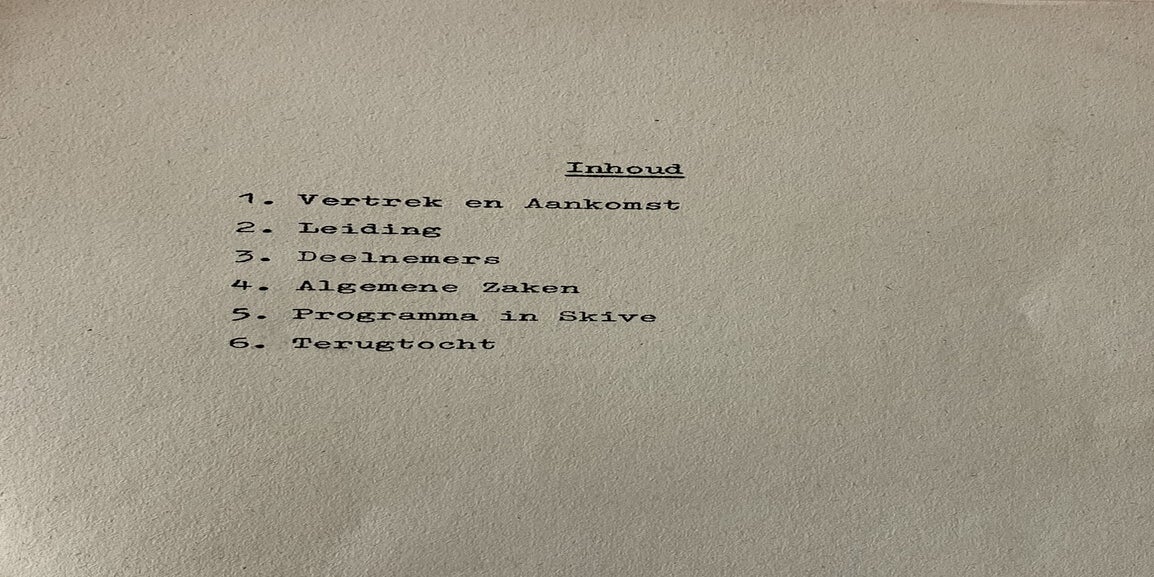 Inhoud
1. Vertrek en Aankomst
2. Leiding
3. Deelnemers
4. Algemene Zaken
5. Programma in Skive
6. Terugtocht